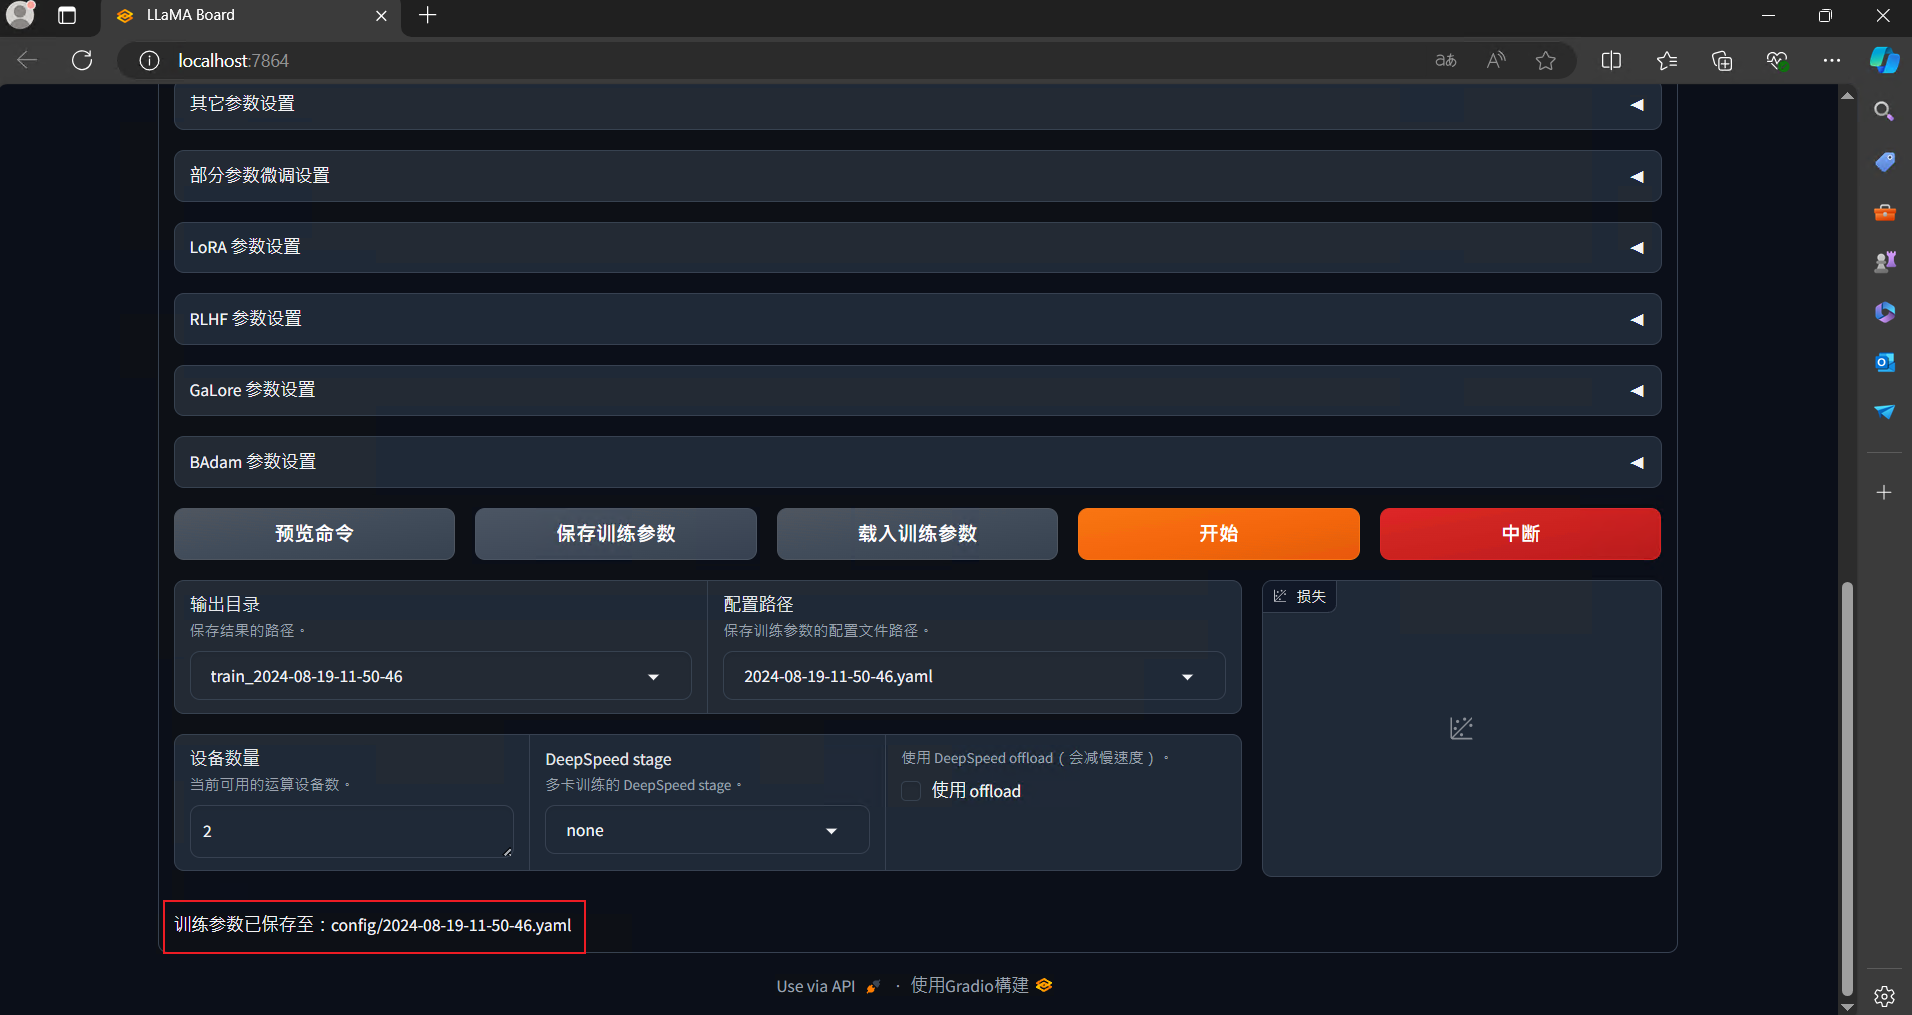 LLaMA Board
localhost:7864
其它参数设置
部分参数微调设置
LoRA 参数设置
RLHF 参数设置
GaLore 参数设置
BAdam 参数设置
预览命令
保存训练参数
载入训练参数
开始
中断
输出目录
保存结果的路径。
train_2024-08-19-11-50-46
配置路径
保存训练参数的配置文件路径。
2024-08-19-11-50-46.yaml
损失
设备数量
当前可用的运算设备数。
2
DeepSpeed stage
多卡训练的 DeepSpeed stage。
none
使用 DeepSpeed offload（会减慢速度）。
使用 offload
训练参数已保存至：config/2024-08-19-11-50-46.yaml
Use via API · 使用Gradio構建